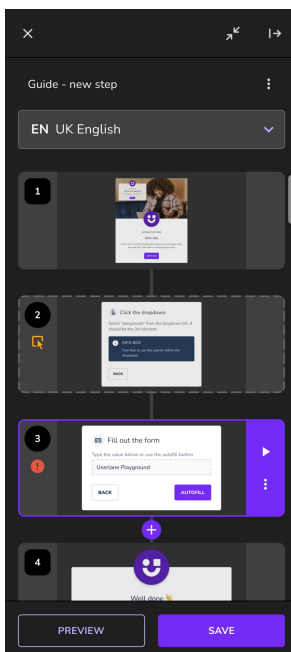 Guide - new step
EN UK English
1
Click the dropdown
2
Select "playground" from the dropdown list. It
should be the 3rd element.
INFO BOX
Feel free to use the search within the
dropdown
BACK
3
Fill out the form
Type the value below or use the autofill button
Userlane Playground
BACK
AUTOFILL
4
Well done 👋
PREVIEW
SAVE